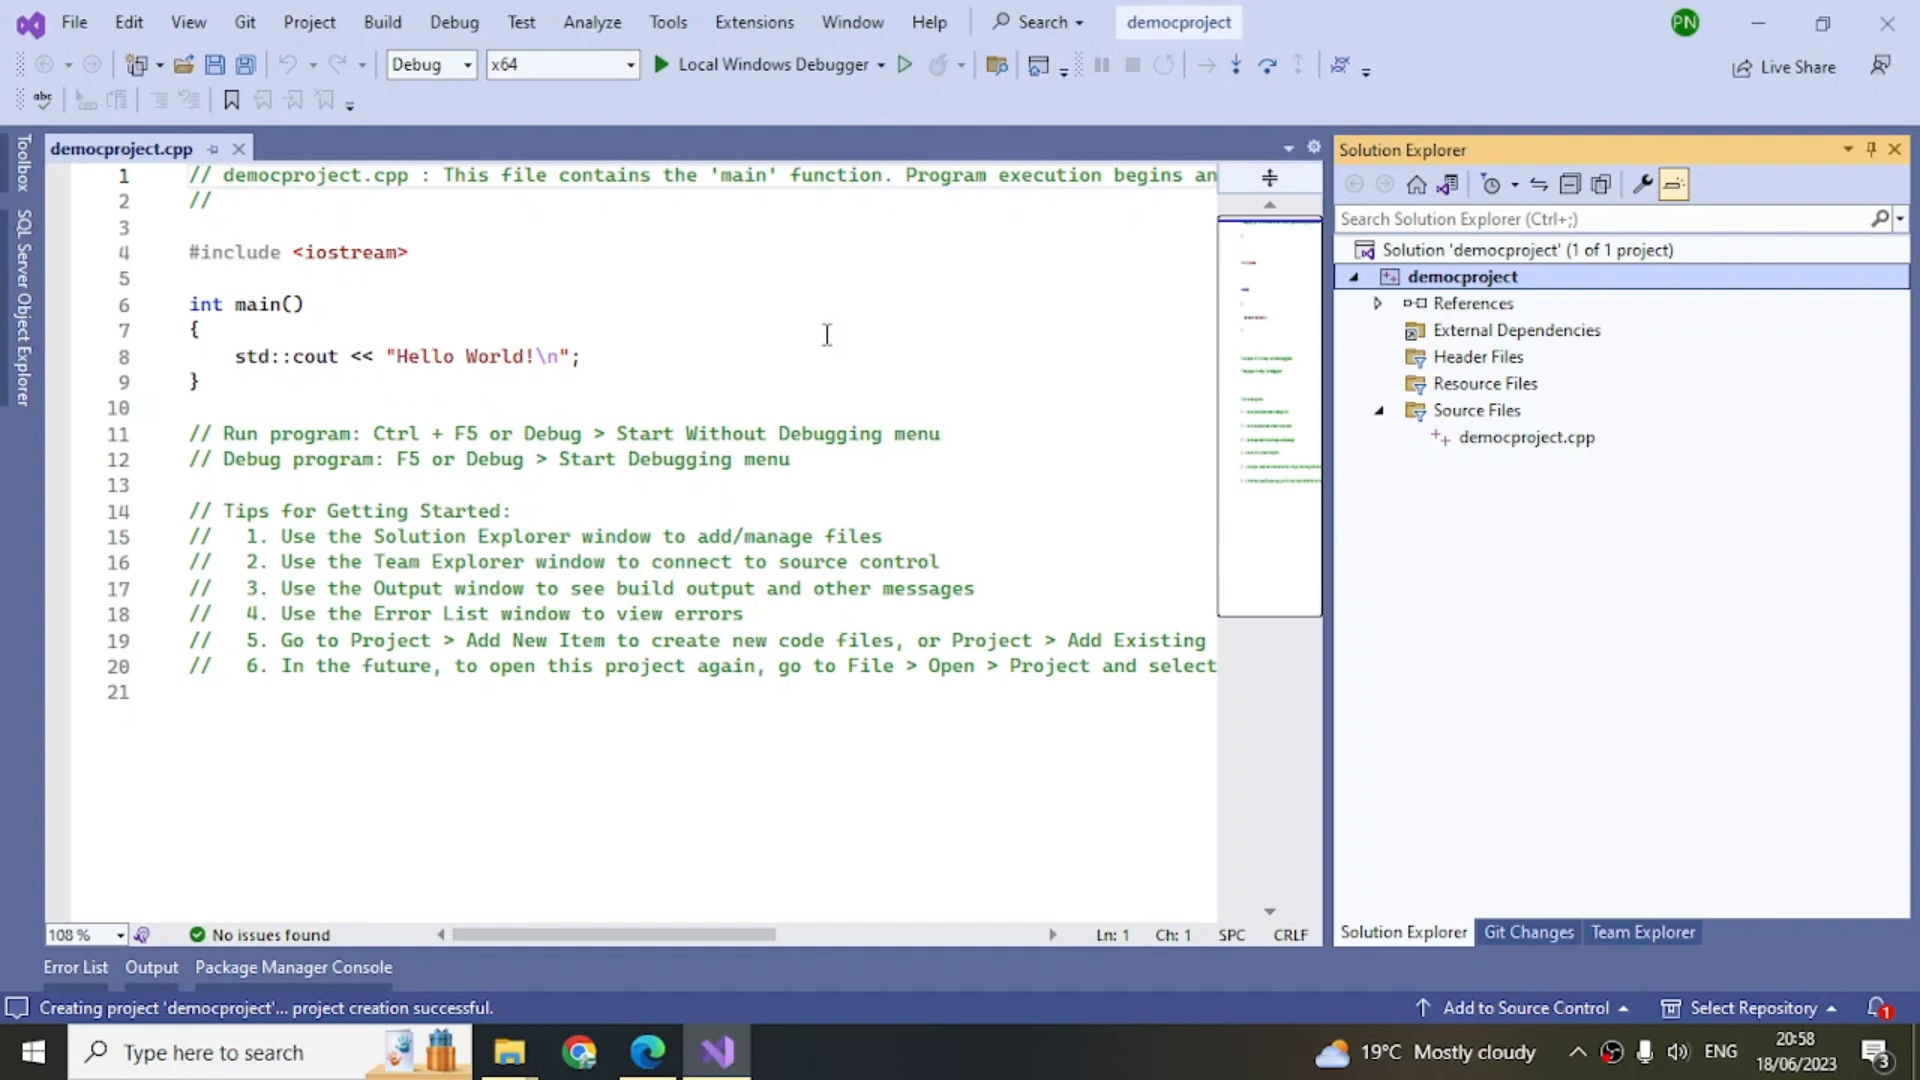 File Edit View Git Project Build Debug Test Analyze Tools Extensions Window Help Search democproject PN
Debug x64 Local Windows Debugger Live Share
abc
democproject.cpp
Solution Explorer
Toolbox
SQL Server Object Explorer
1 // democproject.cpp : This file contains the 'main' function. Program execution begins an
2 //
3
4 #include <iostream>
5
6 int main()
7 {
8 std::cout << "Hello World!\n";
9 }
10
11 // Run program: Ctrl + F5 or Debug > Start Without Debugging menu
12 // Debug program: F5 or Debug > Start Debugging menu
13
14 // Tips for Getting Started:
15 // 1. Use the Solution Explorer window to add/manage files
16 // 2. Use the Team Explorer window to connect to source control
17 // 3. Use the Output window to see build output and other messages
18 // 4. Use the Error List window to view errors
19 // 5. Go to Project > Add New Item to create new code files, or Project > Add Existing
20 // 6. In the future, to open this project again, go to File > Open > Project and select
21
Search Solution Explorer (Ctrl+;)
Solution 'democproject' (1 of 1 project)
democproject
References
External Dependencies
Header Files
Resource Files
Source Files
democproject.cpp
108 % No issues found Ln: 1 Ch: 1 SPC CRLF
Solution Explorer Git Changes Team Explorer
Error List Output Package Manager Console
Creating project 'democproject'... project creation successful. Add to Source Control Select Repository 1
Type here to search 19°C Mostly cloudy ENG 20:58
18/06/2023 3